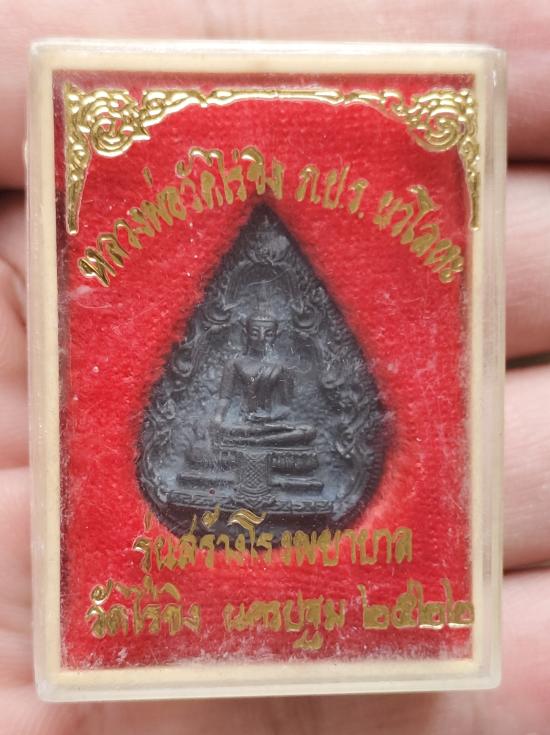 หลวงพ่อวัดไร่ขิง ภ.ป.ร. นวโลหะ
รุ่นสร้างโรงพยาบาล
วัดไร่ขิง นครปฐม ๒๕๒๒